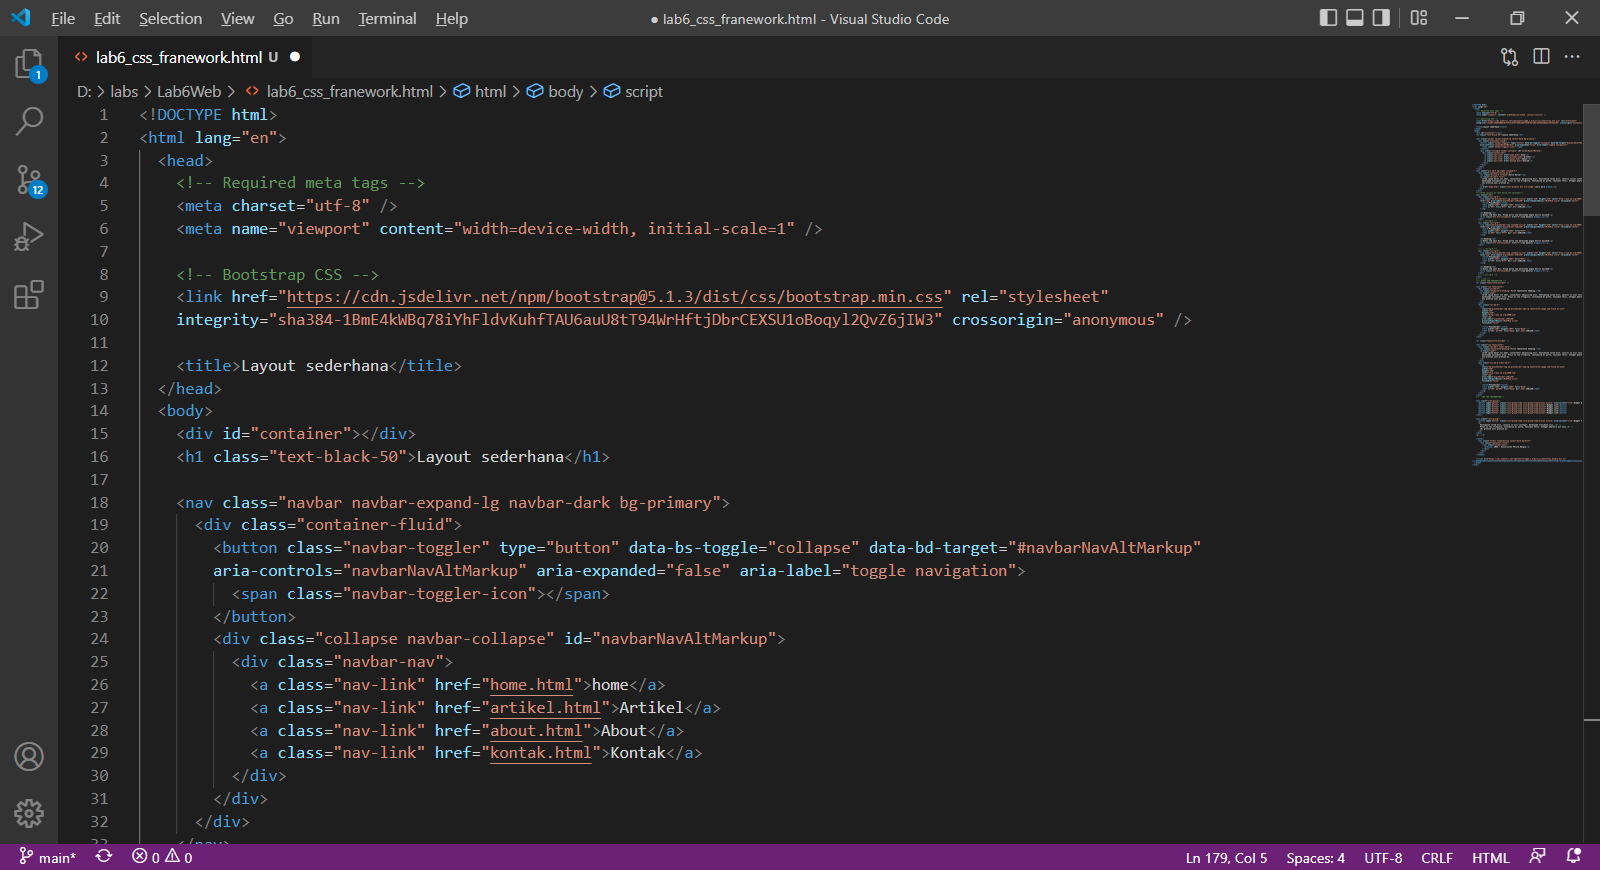 File Edit Selection View Go Run Terminal Help
● lab6_css_franework.html - Visual Studio Code
lab6_css_franework.html U ●
D: > labs > Lab6Web > lab6_css_franework.html > html > body > script
1
12
1 <!DOCTYPE html>
2 <html lang="en">
3 <head>
4 <!-- Required meta tags -->
5 <meta charset="utf-8" />
6 <meta name="viewport" content="width=device-width, initial-scale=1" />
7
8 <!-- Bootstrap CSS -->
9 <link href="https://cdn.jsdelivr.net/npm/bootstrap@5.1.3/dist/css/bootstrap.min.css" rel="stylesheet"
10 integrity="sha384-1BmE4kWBq78iYhFldvKuhfTAU6auU8tT94WrHftjDbrCEXSU1oBoqyl2QvZ6jIW3" crossorigin="anonymous" />
11
12 <title>Layout sederhana</title>
13 </head>
14 <body>
15 <div id="container"></div>
16 <h1 class="text-black-50">Layout sederhana</h1>
17
18 <nav class="navbar navbar-expand-lg navbar-dark bg-primary">
19 <div class="container-fluid">
20 <button class="navbar-toggler" type="button" data-bs-toggle="collapse" data-bd-target="#navbarNavAltMarkup"
21 aria-controls="navbarNavAltMarkup" aria-expanded="false" aria-label="toggle navigation">
22 <span class="navbar-toggler-icon"></span>
23 </button>
24 <div class="collapse navbar-collapse" id="navbarNavAltMarkup">
25 <div class="navbar-nav">
26 <a class="nav-link" href="home.html">home</a>
27 <a class="nav-link" href="artikel.html">Artikel</a>
28 <a class="nav-link" href="about.html">About</a>
29 <a class="nav-link" href="kontak.html">Kontak</a>
30 </div>
31 </div>
32 </div>
33 </nav>
main* 0 0
Ln 179, Col 5 Spaces: 4 UTF-8 CRLF HTML